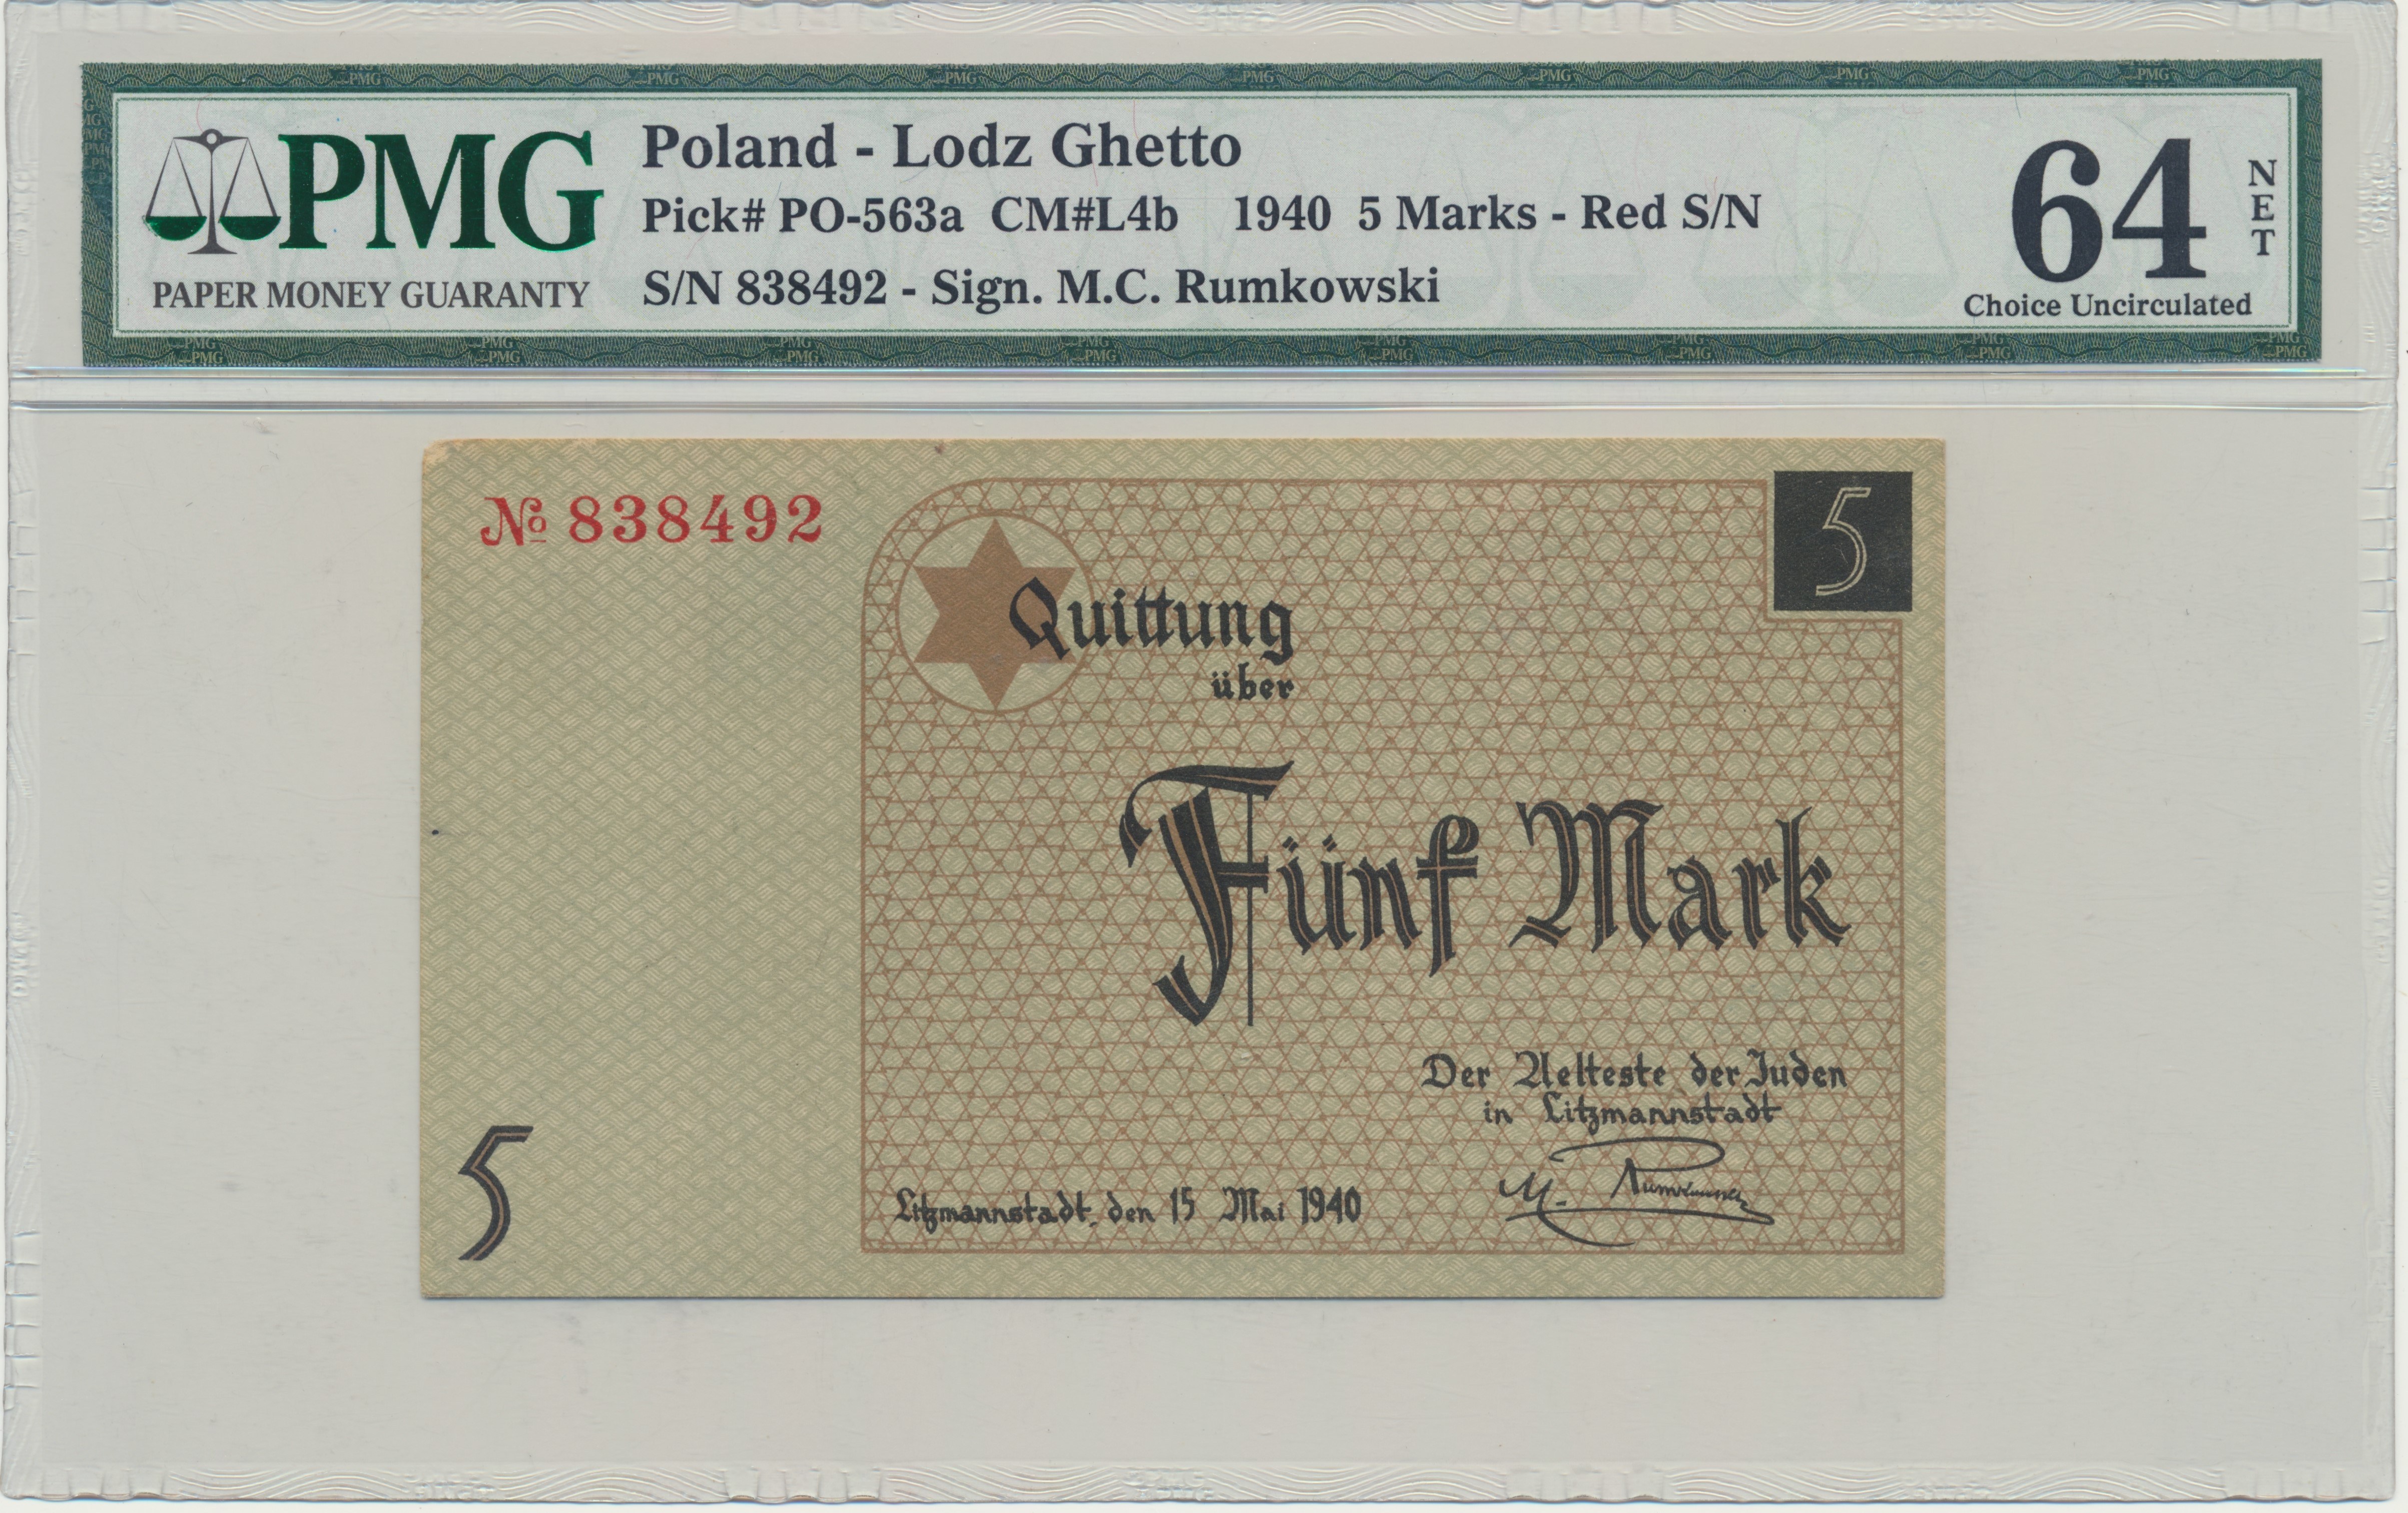 PMG
PAPER MONEY GUARANTY
Poland - Lodz Ghetto
Pick# PO-563a CM#L4b 1940 5 Marks - Red S/N
S/N 838492 - Sign. M.C. Rumkowski
64
NET
Choice Uncirculated
№ 838492
5
Quittung
über
Fünf Mark
Der Aelteste der Juden
in Litzmannstadt
M. Rumkowski
5
Litzmannstadt, den 15 Mai 1940